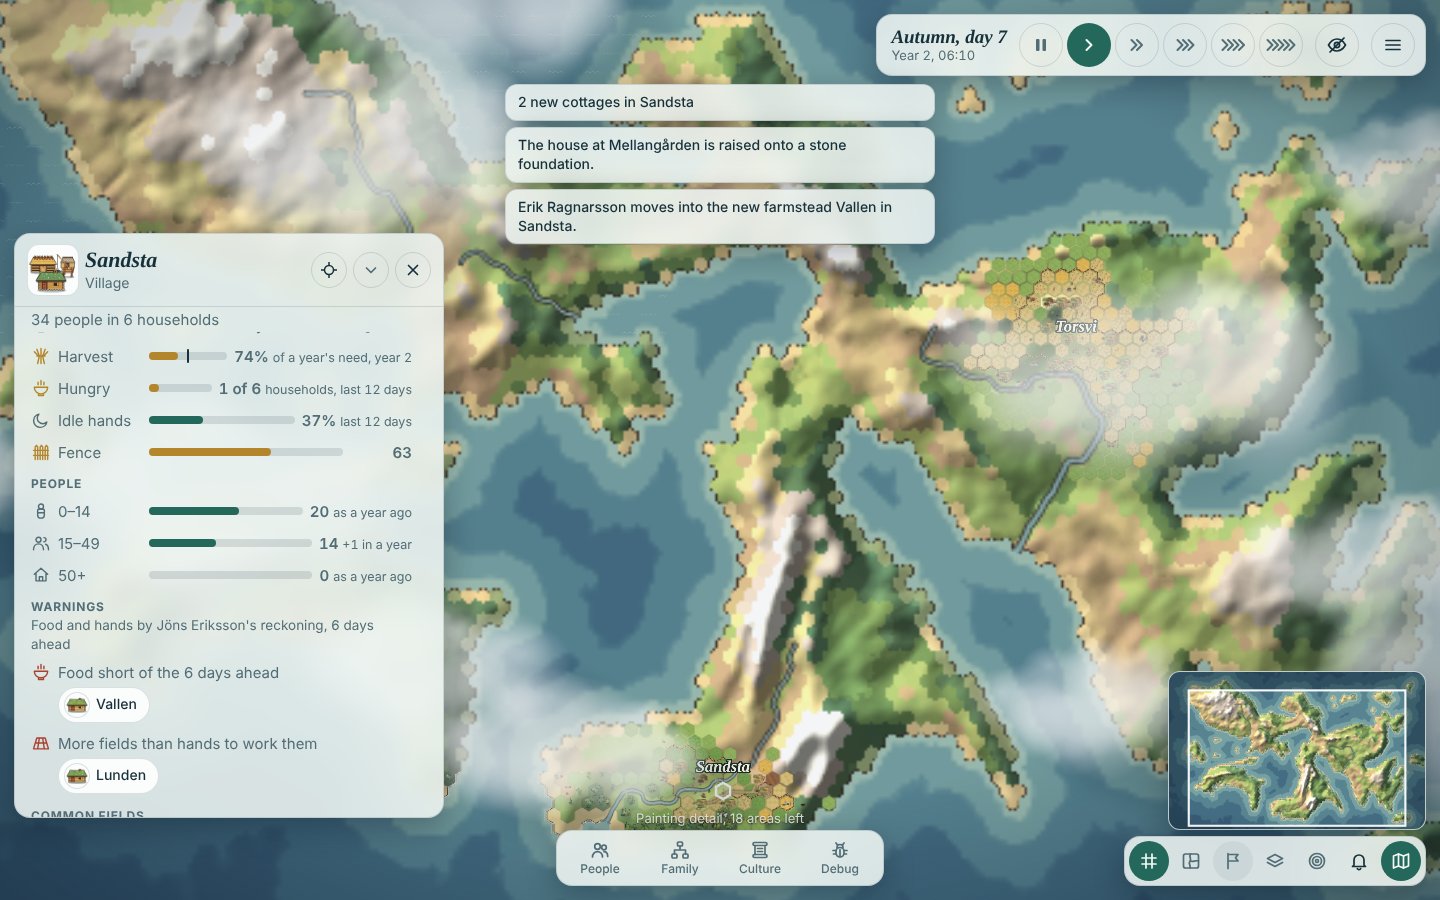 Autumn, day 7
Year 2, 06:10
2 new cottages in Sandsta
The house at Mellangården is raised onto a stone
foundation.
Erik Ragnarsson moves into the new farmstead Vallen in
Sandsta.
Sandsta
Village
34 people in 6 households
Harvest 74% of a year's need, year 2
Hungry 1 of 6 households, last 12 days
Idle hands 37% last 12 days
Fence 63
PEOPLE
0–14 20 as a year ago
15–49 14 +1 in a year
50+ 0 as a year ago
WARNINGS
Food and hands by Jöns Eriksson's reckoning, 6 days
ahead
Food short of the 6 days ahead
Vallen
More fields than hands to work them
Lunden
COMMON FIELDS
Torsvi
Sandsta
Painting detail, 18 areas left
People Family Culture Debug